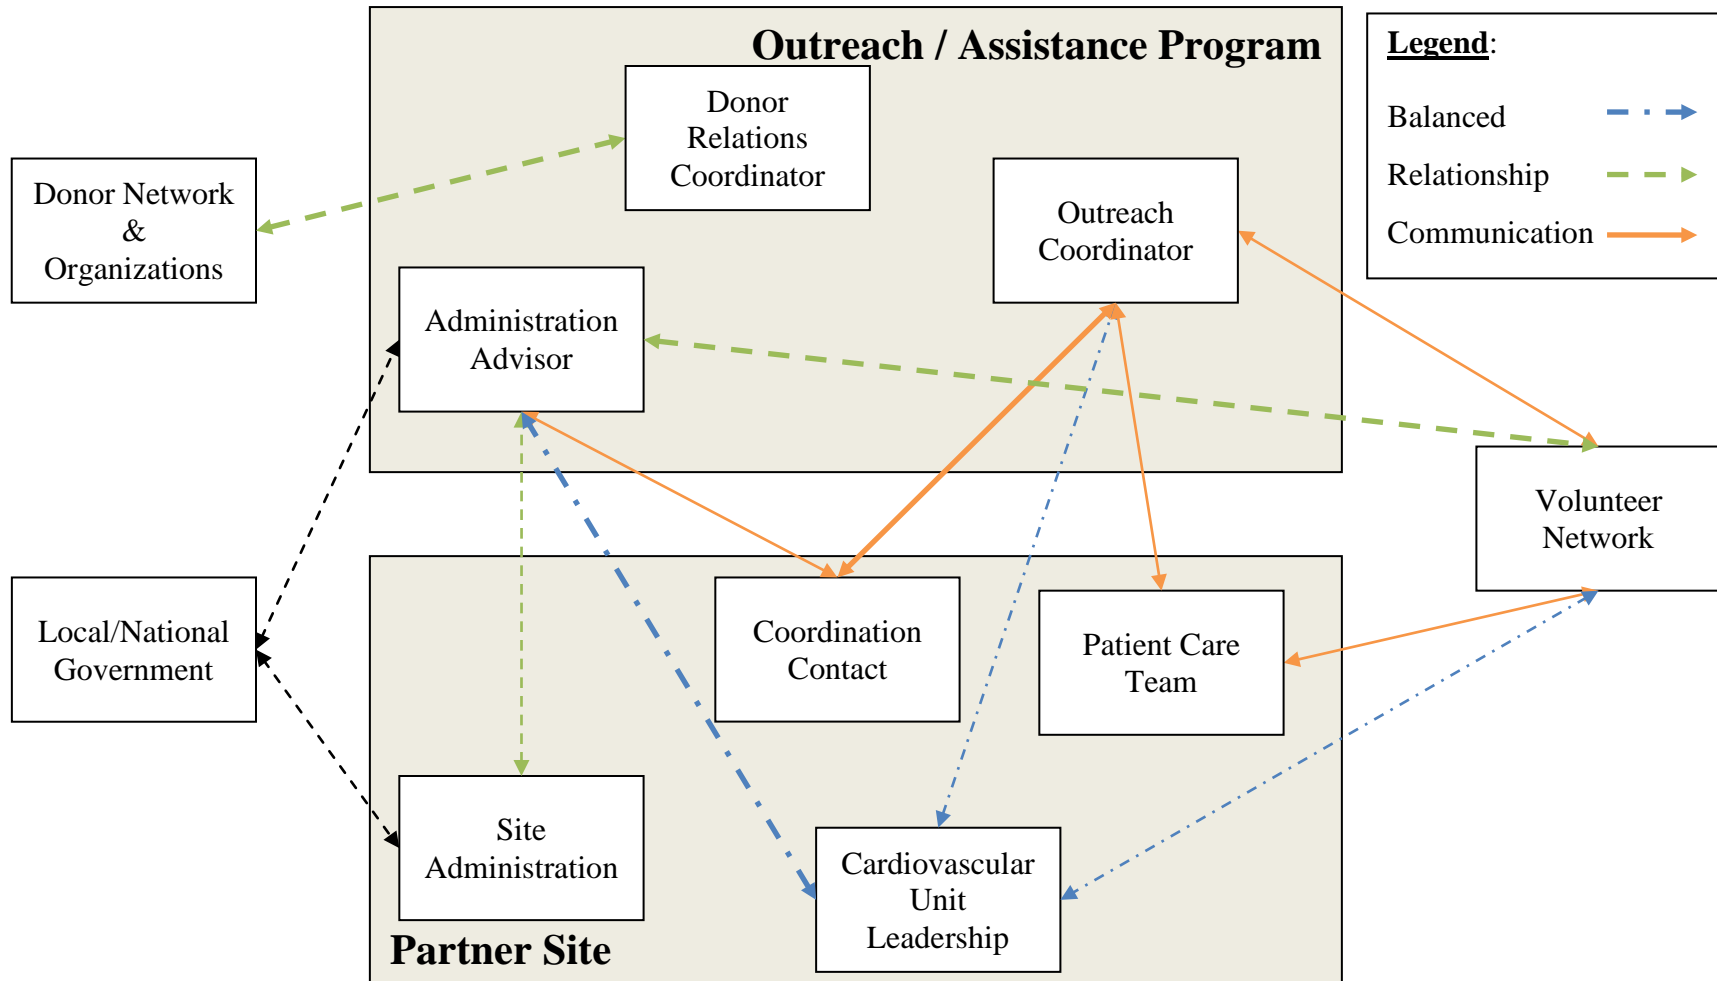 Outreach / Assistance Program
Legend:
Balanced
Relationship
Communication
Donor
Relations
Coordinator
Donor Network
&
Organizations
Outreach
Coordinator
Administration
Advisor
Volunteer
Network
Local/National
Government
Coordination
Contact
Patient Care
Team
Site
Administration
Cardiovascular
Unit
Leadership
Partner Site